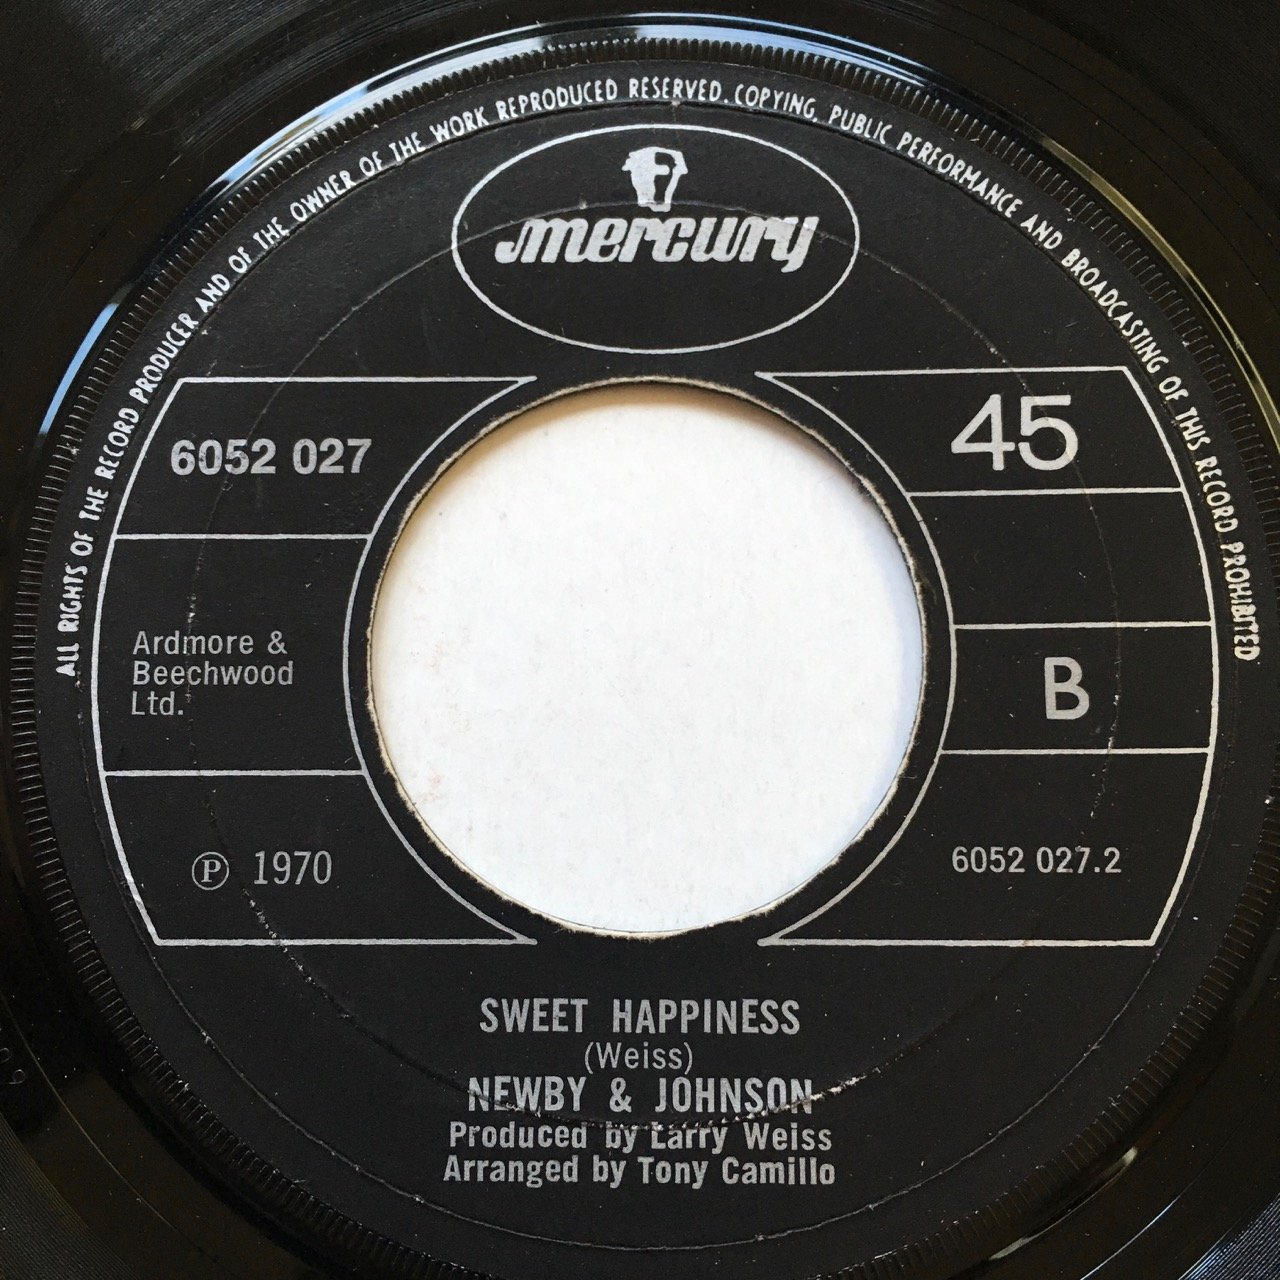 ALL RIGHTS OF THE RECORD PRODUCER AND OF THE OWNER OF THE WORK REPRODUCED RESERVED. COPYING, PUBLIC PERFORMANCE AND BROADCASTING OF THIS RECORD PROHIBITED
mercury
6052 027
45
Ardmore &
Beechwood
Ltd.
B
℗ 1970
6052 027.2
SWEET HAPPINESS
(Weiss)
NEWBY & JOHNSON
Produced by Larry Weiss
Arranged by Tony Camillo